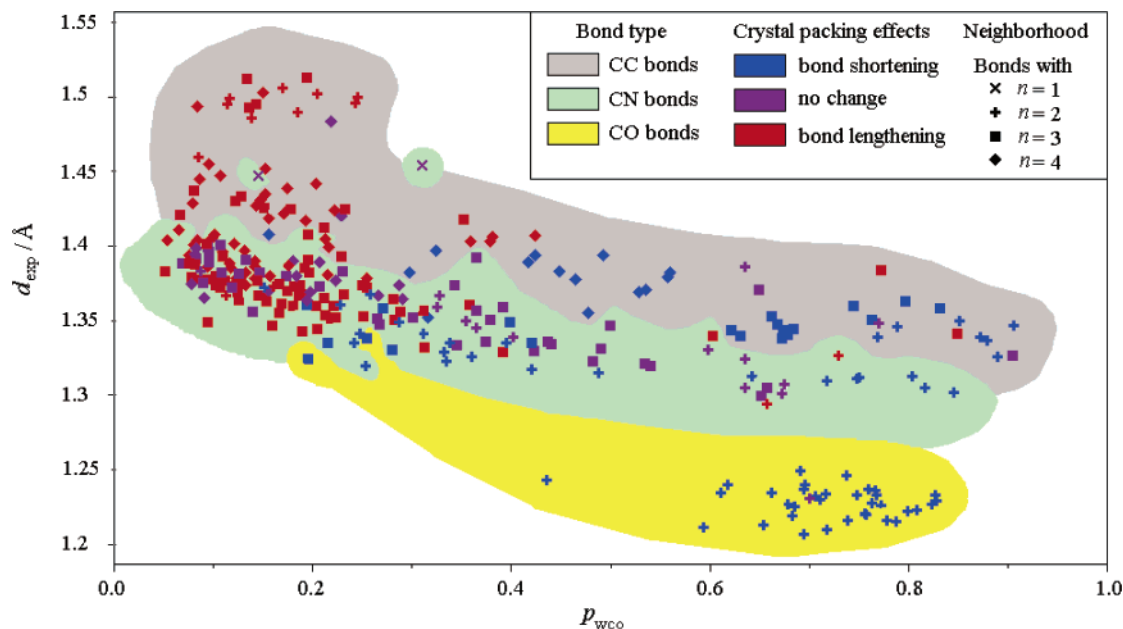 1.55
1.5
1.45
1.4
1.35
1.3
1.25
1.2
d_exp / Å
0.0
0.2
0.4
0.6
0.8
1.0
p_wco
Bond type
CC bonds
CN bonds
CO bonds
Crystal packing effects
bond shortening
no change
bond lengthening
Neighborhood
Bonds with
n = 1
n = 2
n = 3
n = 4